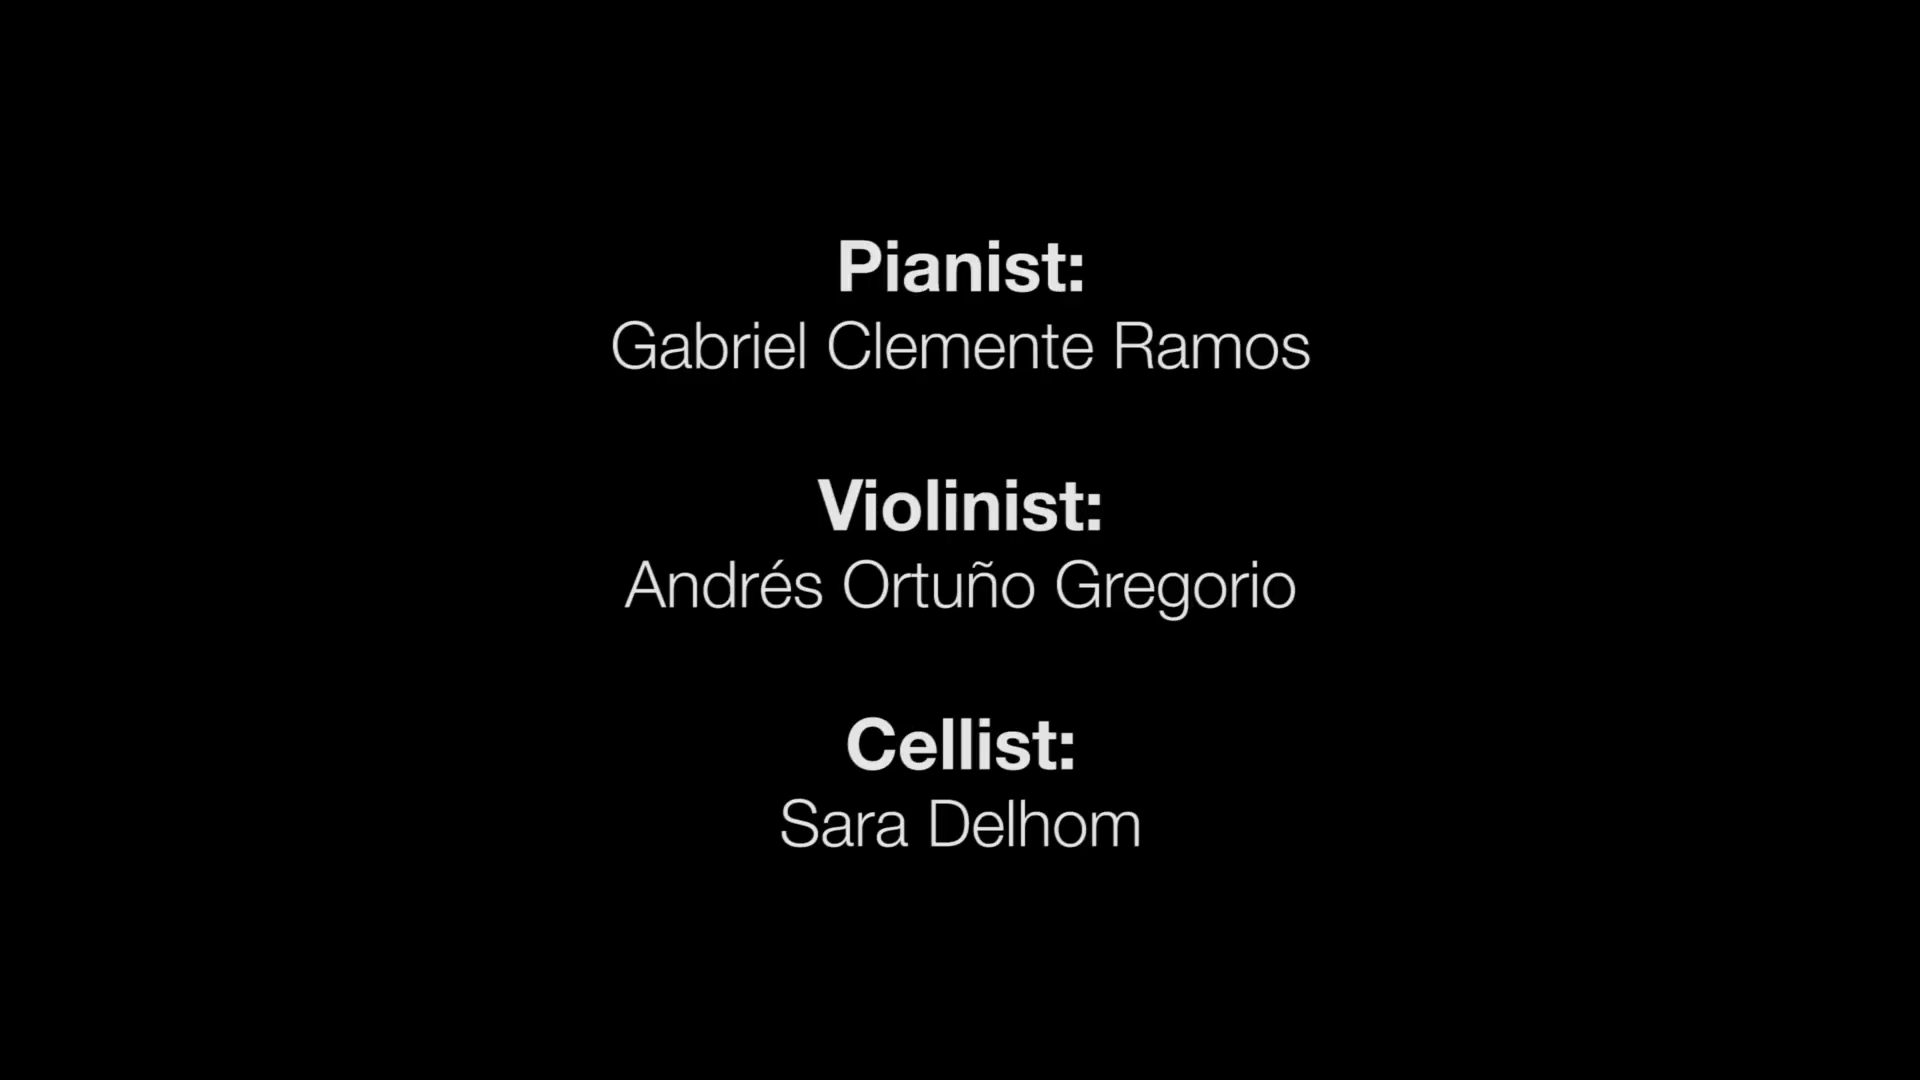 Pianist:
Gabriel Clemente Ramos
Violinist:
Andrés Ortuño Gregorio
Cellist:
Sara Delhom